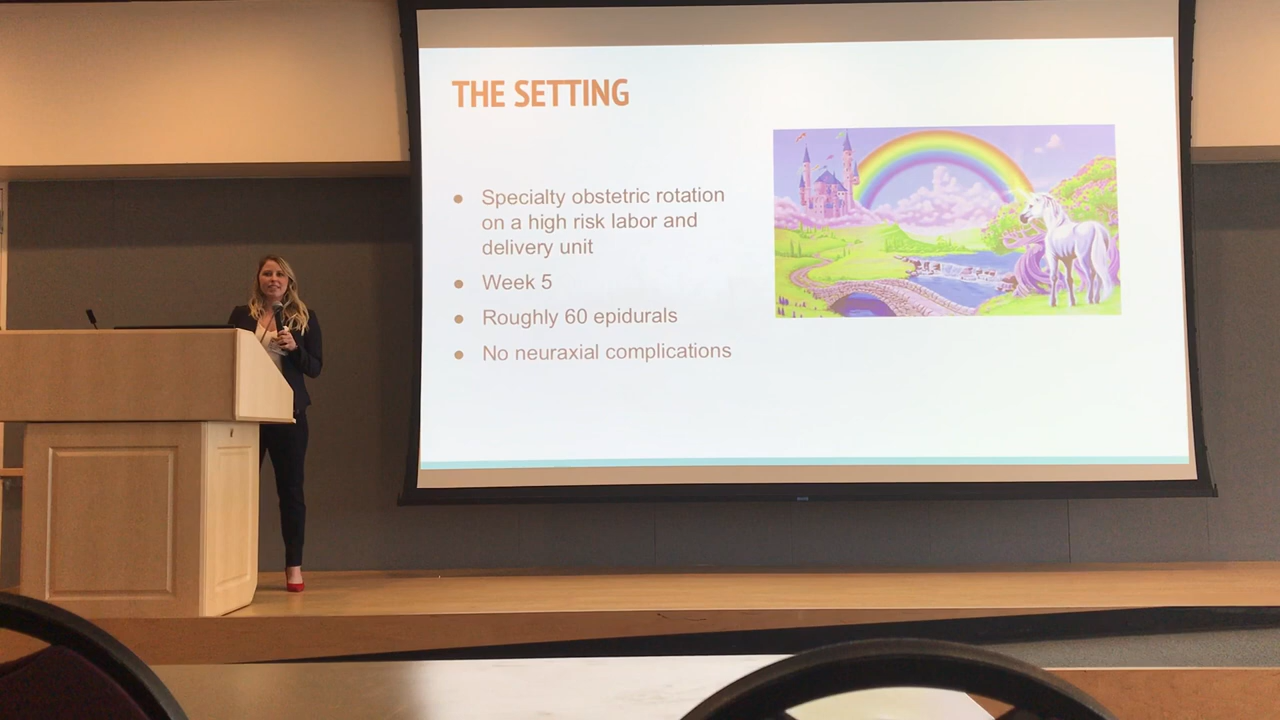 THE SETTING
● Specialty obstetric rotation
on a high risk labor and
delivery unit
● Week 5
● Roughly 60 epidurals
● No neuraxial complications